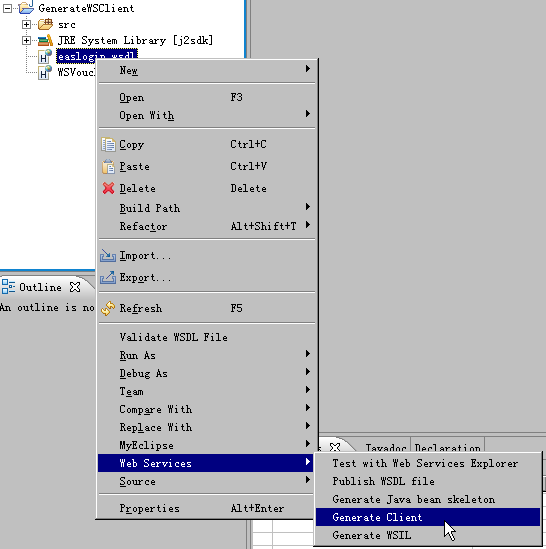 GenerateWSClient
src
JRE System Library [j2sdk]
easlogin.wsdl
WSVouc
New
Open F3
Open With
Copy Ctrl+C
Paste Ctrl+V
Delete Delete
Build Path
Refactor Alt+Shift+T
Import...
Export...
Refresh F5
Validate WSDL File
Run As
Debug As
Team
Compare With
Replace With
MyEclipse
Web Services
Source
Properties Alt+Enter
Outline
An outline is no
Javadoc Declaration
Test with Web Services Explorer
Publish WSDL file
Generate Java bean skeleton
Generate Client
Generate WSIL